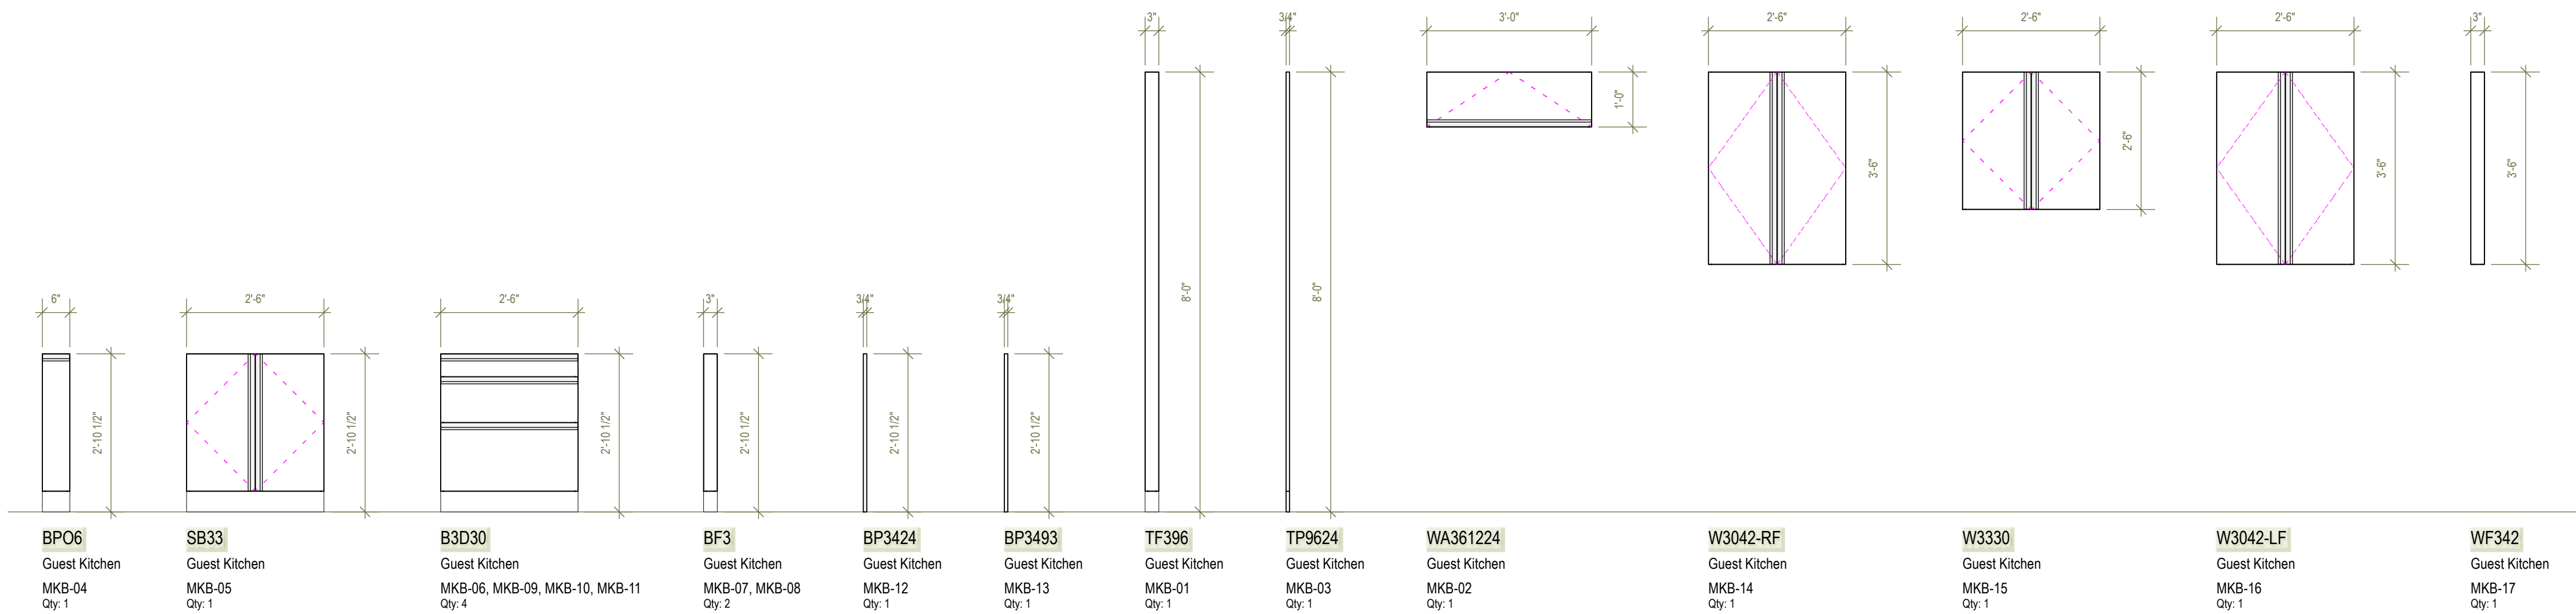 3"
3/4"
3'-0"
2'-6"
2'-6"
2'-6"
3"
8'-0"
8'-0"
1'-0"
3'-6"
2'-6"
3'-6"
3'-6"
6"
2'-6"
2'-6"
3"
3/4"
3/4"
2'-10 1/2"
2'-10 1/2"
2'-10 1/2"
2'-10 1/2"
2'-10 1/2"
2'-10 1/2"
BPO6
Guest Kitchen
MKB-04
Qty: 1
SB33
Guest Kitchen
MKB-05
Qty: 1
B3D30
Guest Kitchen
MKB-06, MKB-09, MKB-10, MKB-11
Qty: 4
BF3
Guest Kitchen
MKB-07, MKB-08
Qty: 2
BP3424
Guest Kitchen
MKB-12
Qty: 1
BP3493
Guest Kitchen
MKB-13
Qty: 1
TF396
Guest Kitchen
MKB-01
Qty: 1
TP9624
Guest Kitchen
MKB-03
Qty: 1
WA361224
Guest Kitchen
MKB-02
Qty: 1
W3042-RF
Guest Kitchen
MKB-14
Qty: 1
W3330
Guest Kitchen
MKB-15
Qty: 1
W3042-LF
Guest Kitchen
MKB-16
Qty: 1
WF342
Guest Kitchen
MKB-17
Qty: 1